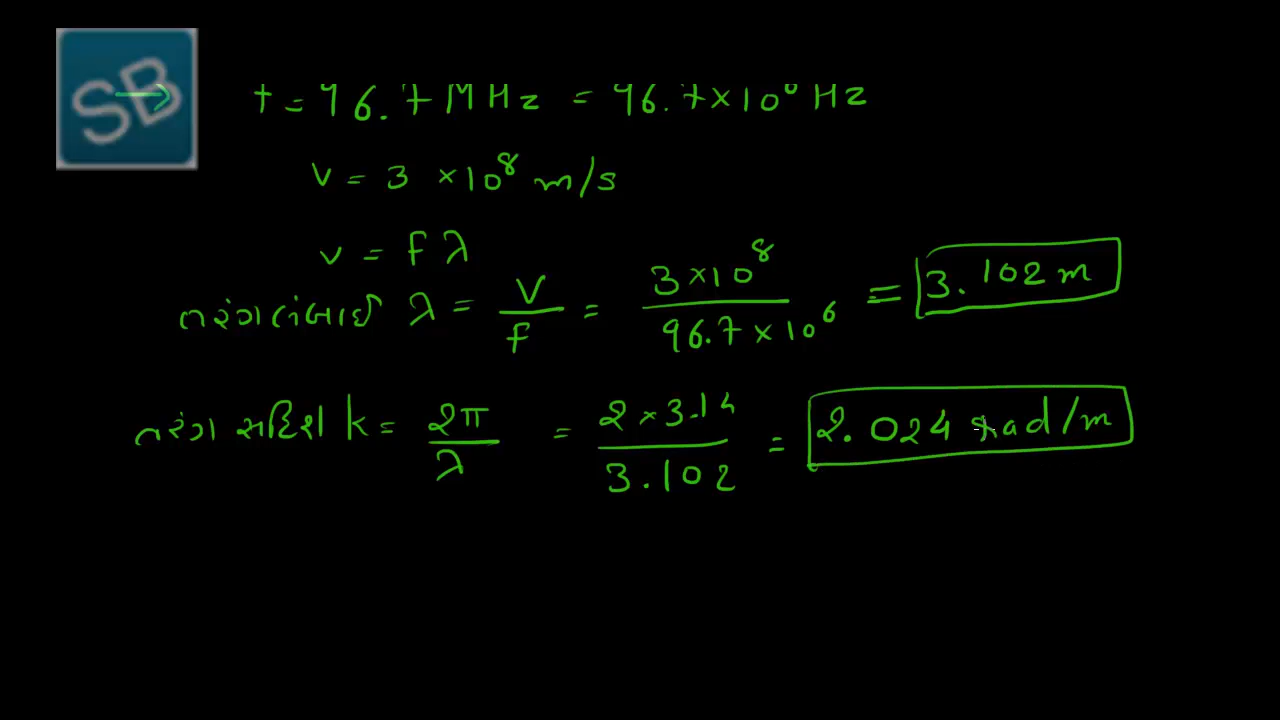 SB
f = 96.7 MHz = 96.7 × 10⁶ Hz
v = 3 × 10⁸ m/s
v = f λ
તરંગલંબાઈ λ = v/f = 3×10⁸ / 96.7 × 10⁶ = 3.102 m
તરંગ સદિશ k = 2π/λ = 2 × 3.14 / 3.102 = 2.024 rad/m